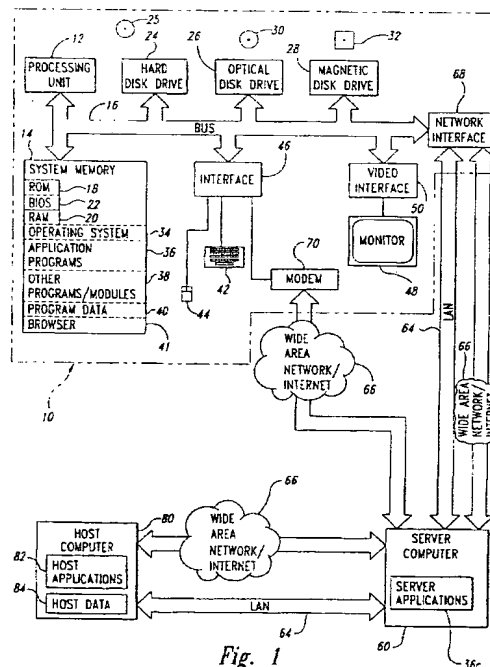 25
30
32
12
24
26
28
PROCESSING UNIT
HARD DISK DRIVE
OPTICAL DISK DRIVE
MAGNETIC DISK DRIVE
68
16
BUS
NETWORK INTERFACE
14
46
SYSTEM MEMORY
ROM
18
BIOS
22
RAM
20
OPERATING SYSTEM
34
APPLICATION PROGRAMS
36
OTHER PROGRAMS/MODULES
38
PROGRAM DATA
40
BROWSER
41
INTERFACE
VIDEO INTERFACE
50
MONITOR
48
42
44
70
MODEM
64
LAN
66
WIDE AREA NETWORK/INTERNET
WIDE AREA NETWORK/INTERNET
66
10
80
HOST COMPUTER
82
HOST APPLICATIONS
84
HOST DATA
66
WIDE AREA NETWORK/INTERNET
LAN
64
SERVER COMPUTER
SERVER APPLICATIONS
60
Fig. 1